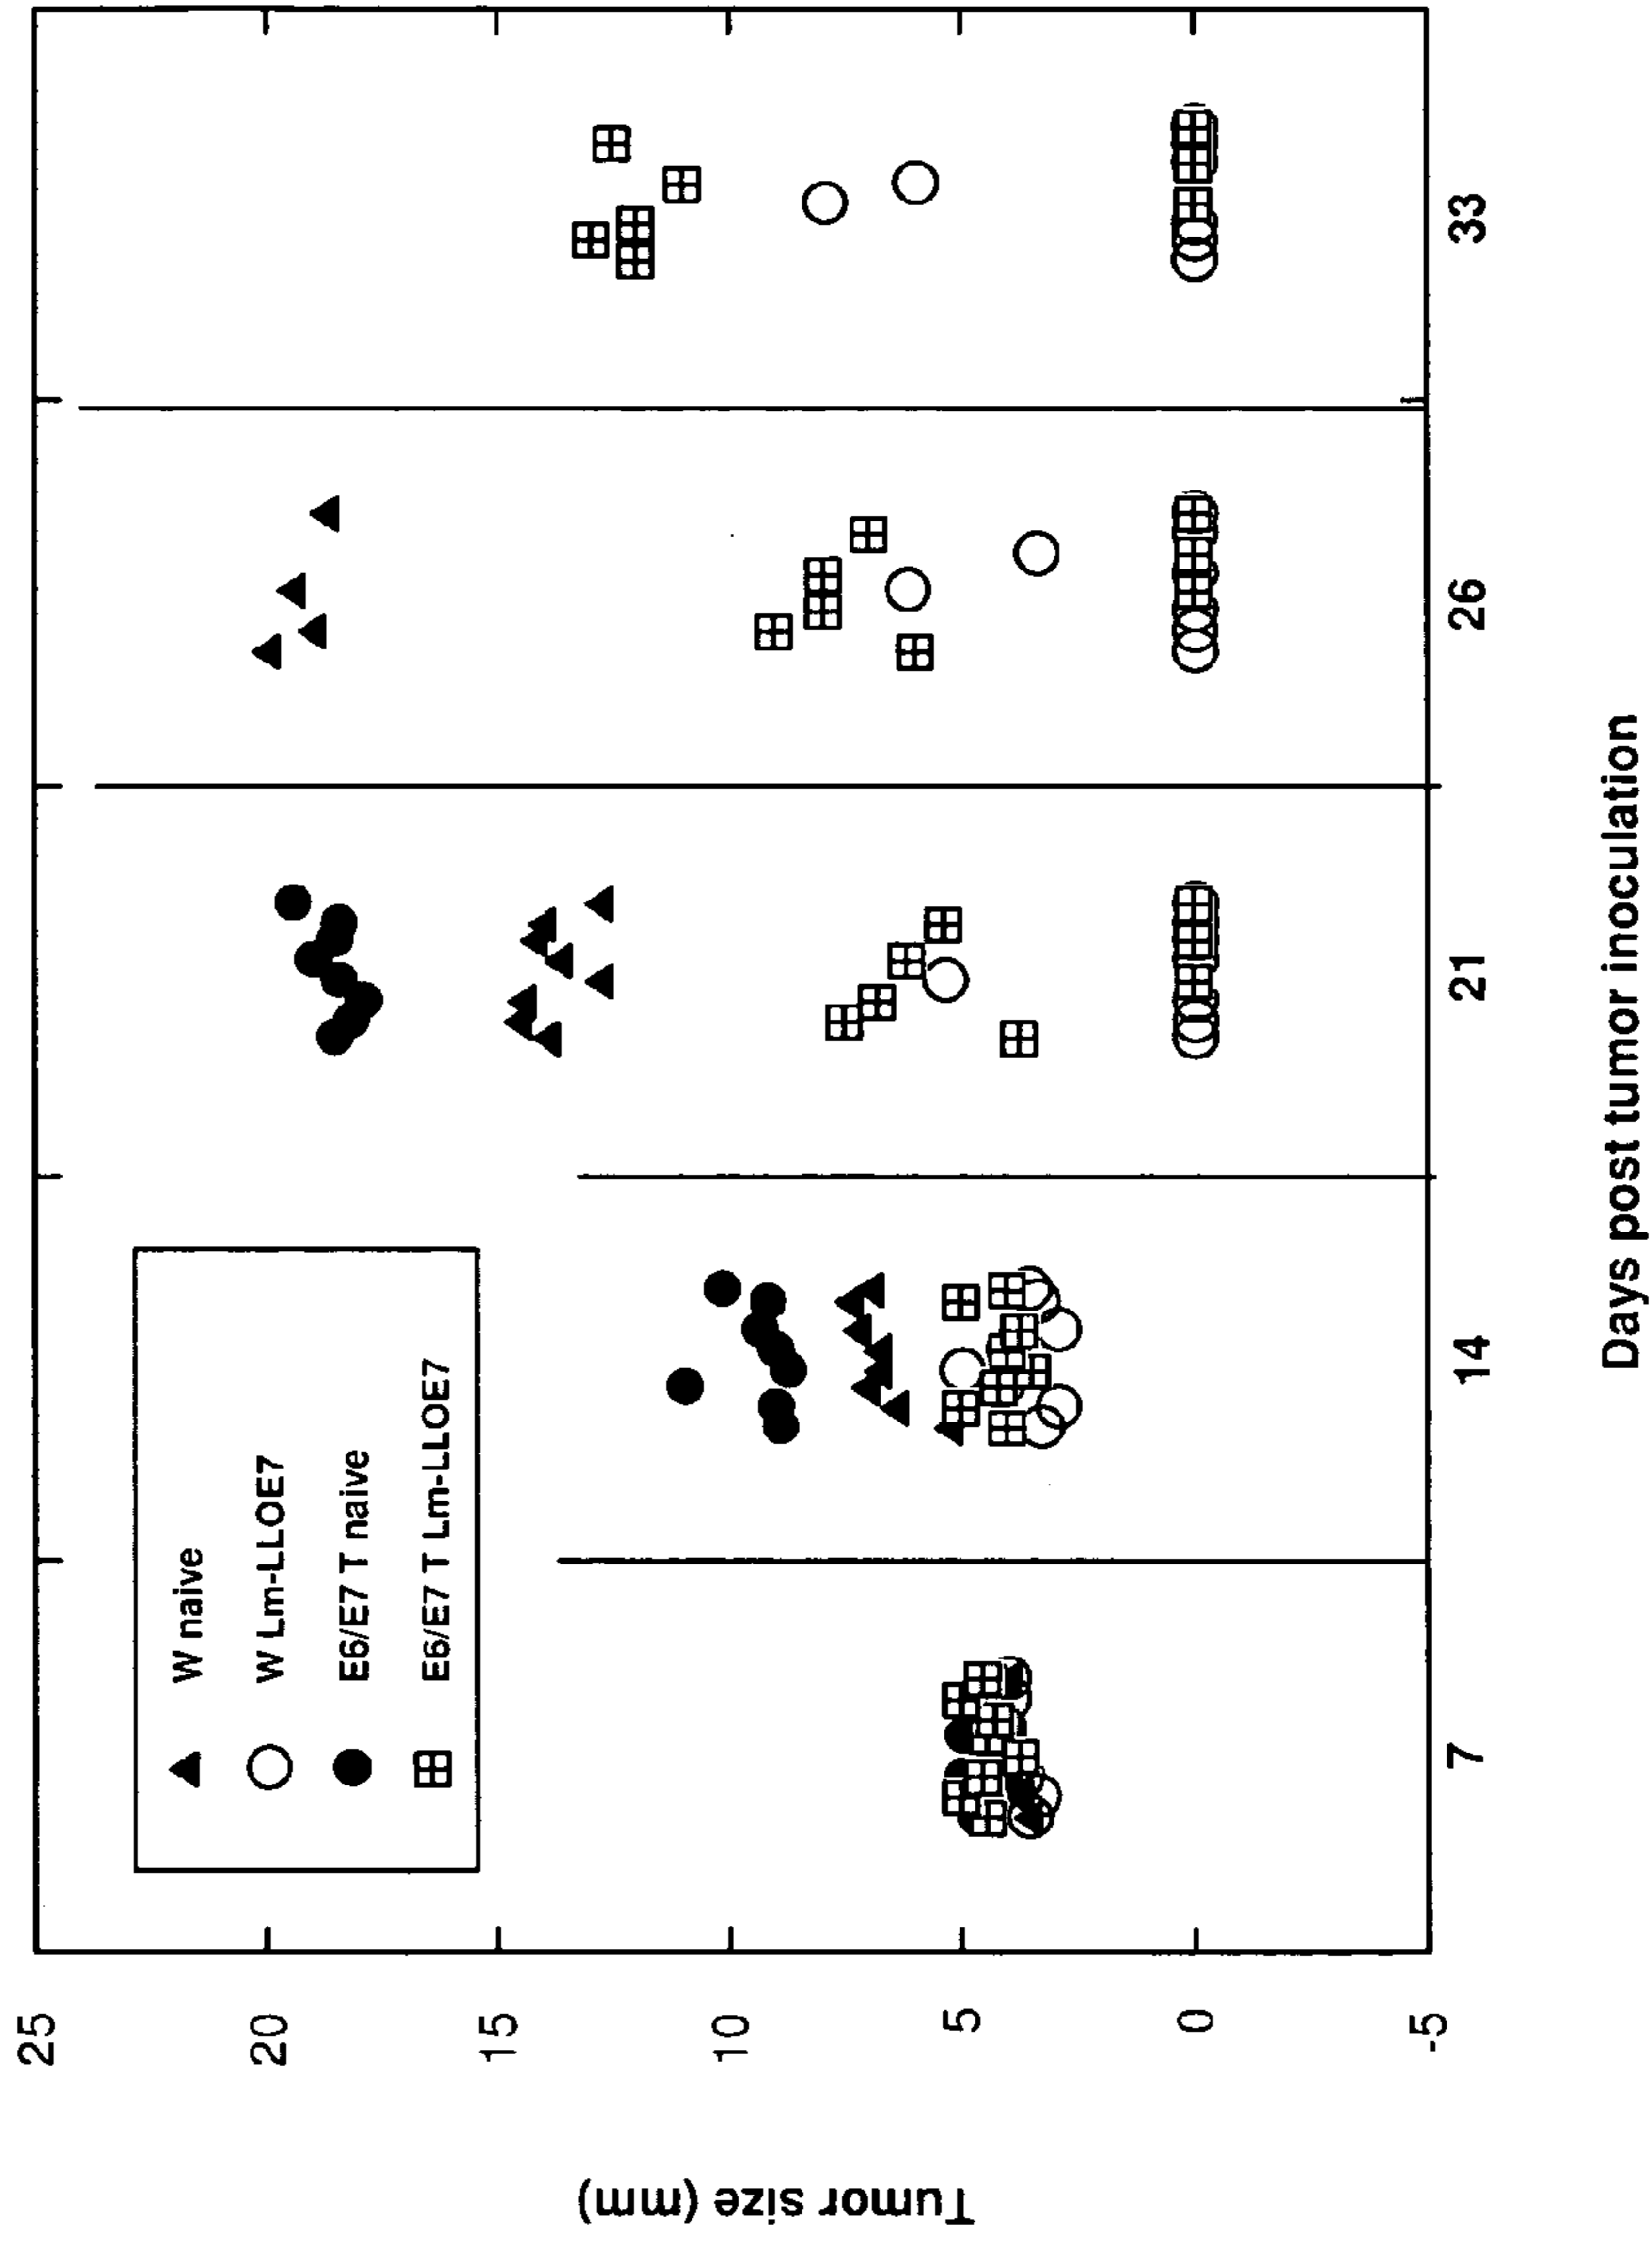 Tumor size (mm)
25
20
15
10
5
0
-5
W naive
W Lm-LLOE7
E6/E7 T naive
E6/E7 T Lm-LLOE7
7
14
21
26
33
Days post tumor inoculation